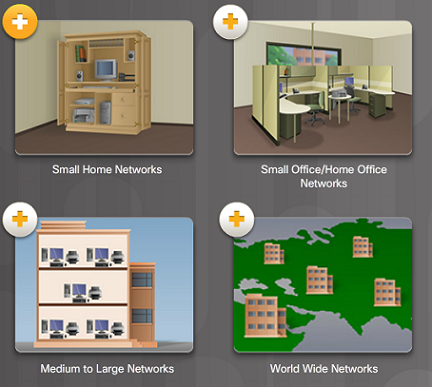 Small Home Networks
Small Office/Home Office
Networks
Medium to Large Networks
World Wide Networks